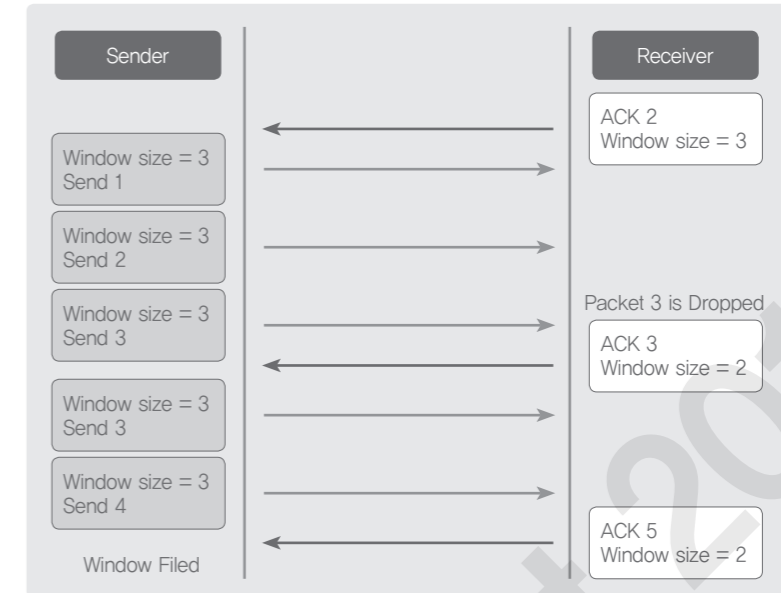 Sender
Receiver
ACK 2
Window size = 3
Window size = 3
Send 1
Window size = 3
Send 2
Window size = 3
Send 3
Packet 3 is Dropped
ACK 3
Window size = 2
Window size = 3
Send 3
Window size = 3
Send 4
ACK 5
Window size = 2
Window Filed